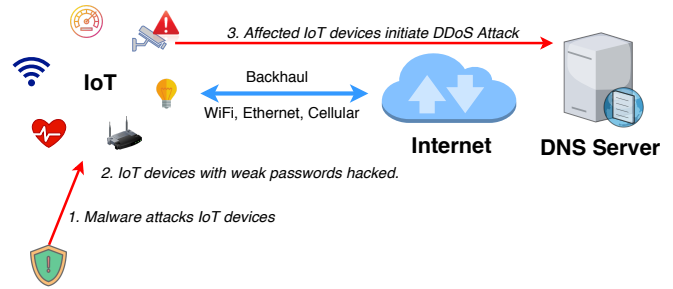 3. Affected IoT devices initiate DDoS Attack
IoT
Backhaul
WiFi, Ethernet, Cellular
Internet
DNS Server
2. IoT devices with weak passwords hacked.
1. Malware attacks IoT devices